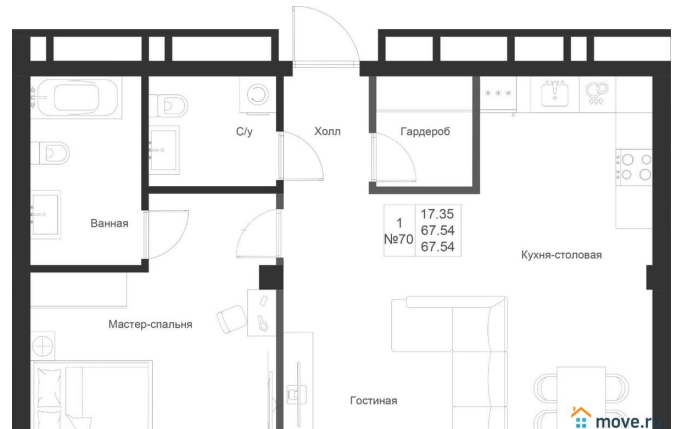 С/у
Холл
Гардероб
Ванная
1
№70
17.35
67.54
67.54
Кухня-столовая
Мастер-спальня
Гостиная
move.ru